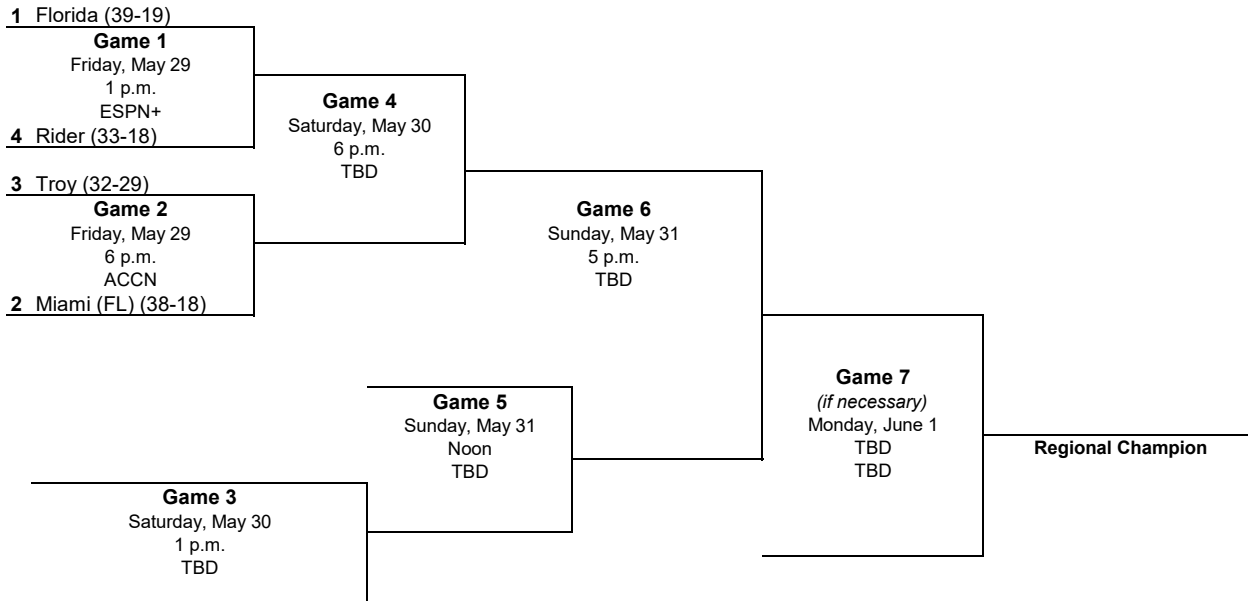 1 Florida (39-19)
Game 1
Friday, May 29
1 p.m.
ESPN+
4 Rider (33-18)
3 Troy (32-29)
Game 2
Friday, May 29
6 p.m.
ACCN
2 Miami (FL) (38-18)
Game 4
Saturday, May 30
6 p.m.
TBD
Game 6
Sunday, May 31
5 p.m.
TBD
Game 5
Sunday, May 31
Noon
TBD
Game 3
Saturday, May 30
1 p.m.
TBD
Game 7
(if necessary)
Monday, June 1
TBD
TBD
Regional Champion